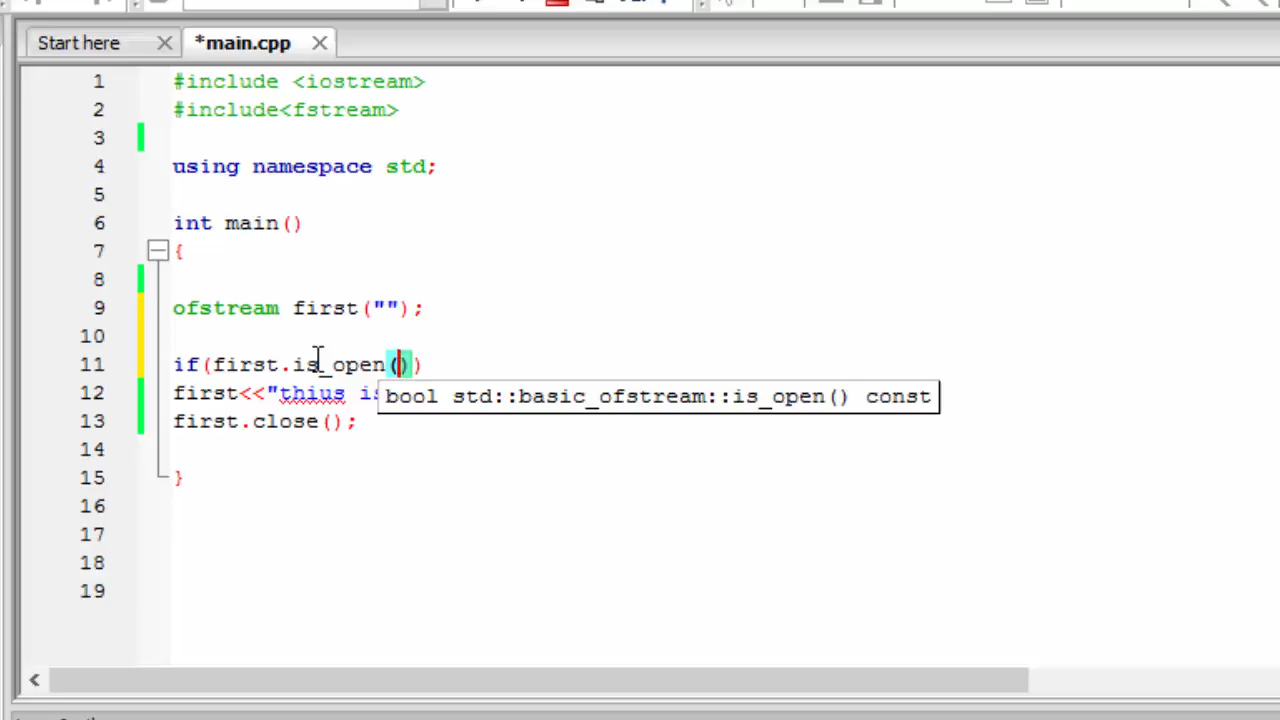 Start here
*main.cpp
1 #include <iostream>
2 #include<fstream>
3
4 using namespace std;
5
6 int main()
7 {
8
9 ofstream first("");
10
11 if(first.is_open())
12 first<<"thius is
bool std::basic_ofstream::is_open() const
13 first.close();
14
15 }
16
17
18
19